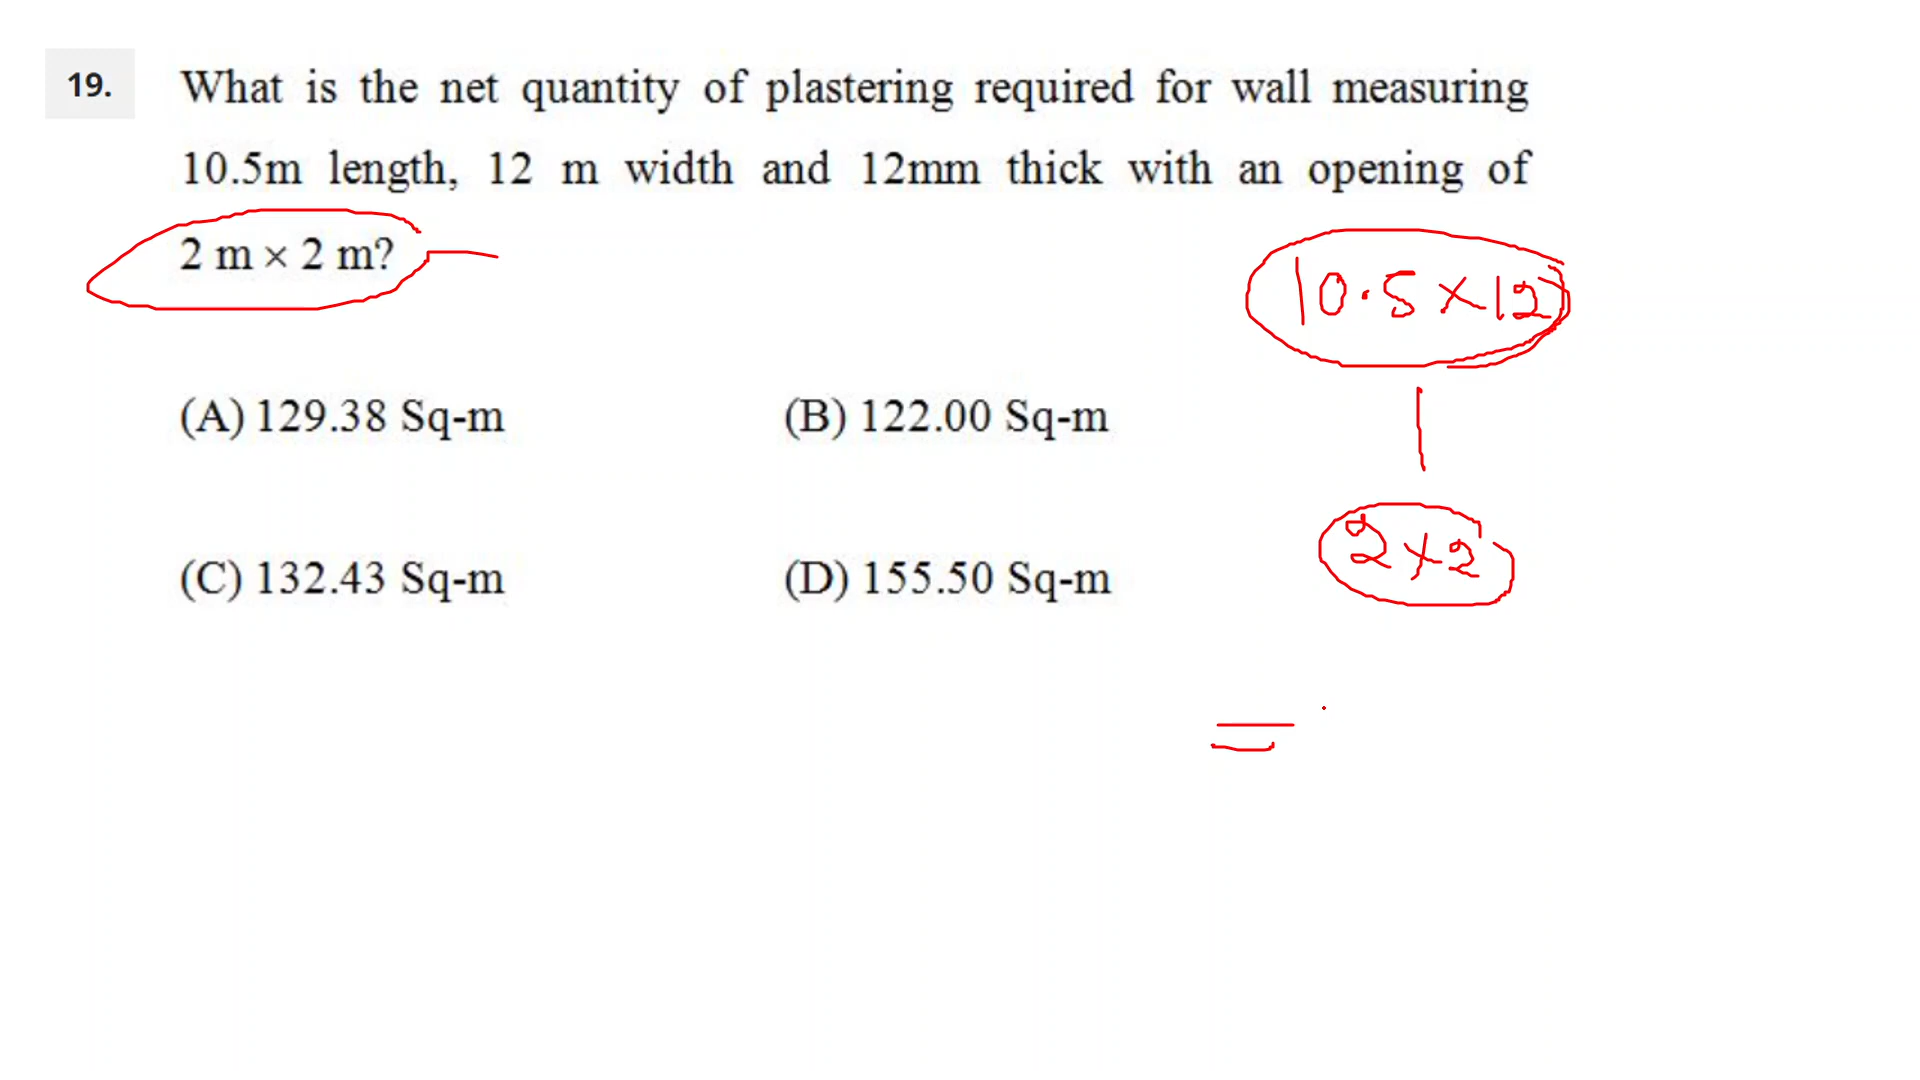 19. What is the net quantity of plastering required for wall measuring
10.5m length, 12 m width and 12mm thick with an opening of
2 m × 2 m?
10.5×12
(A) 129.38 Sq-m (B) 122.00 Sq-m
2×2
(C) 132.43 Sq-m (D) 155.50 Sq-m
=